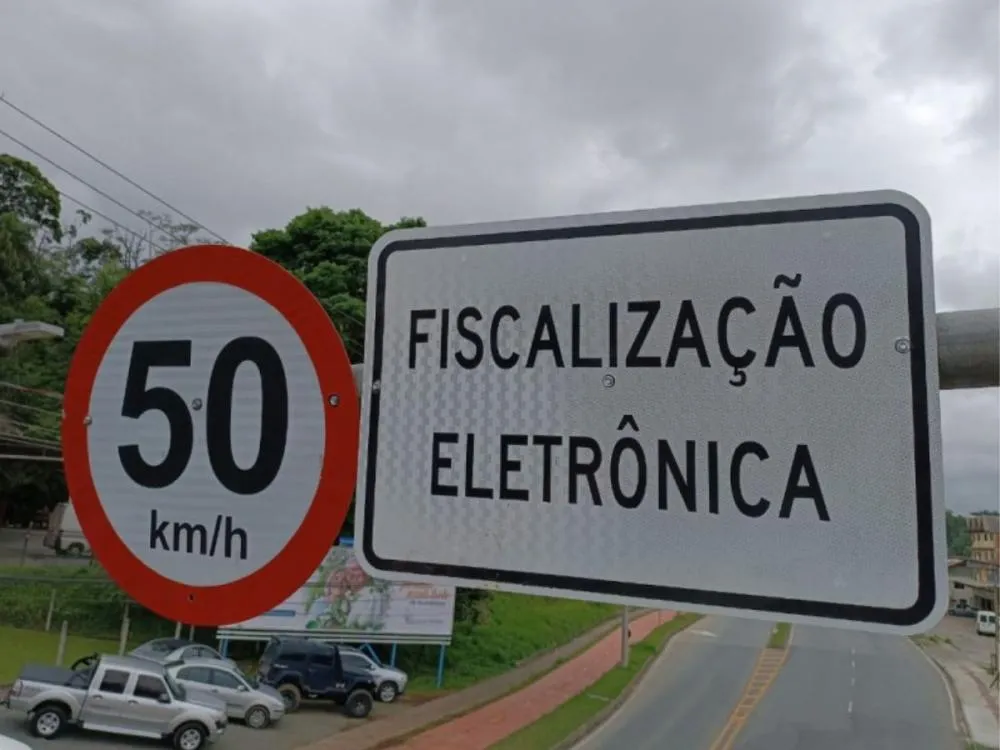 50
km/h
FISCALIZAÇÃO
ELETRÔNICA